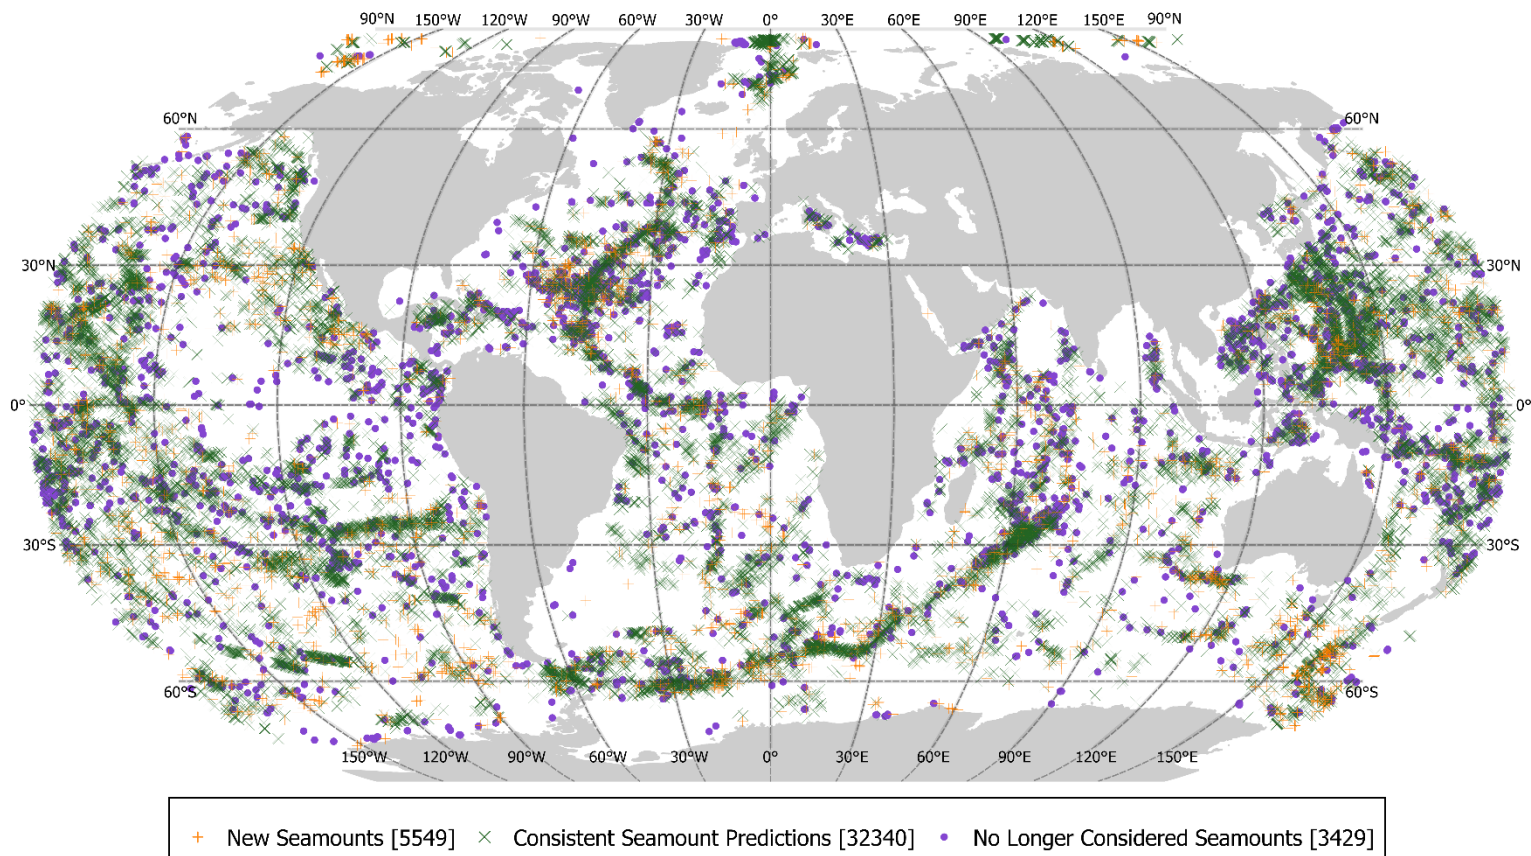 90°N 150°W 120°W 90°W 60°W 30°W 0° 30°E 60°E 90°E 120°E 150°E 90°N
60°N 60°N
30°N 30°N
0° 0°
30°S 30°S
60°S 60°S
150°W 120°W 90°W 60°W 30°W 0° 30°E 60°E 90°E 120°E 150°E
New Seamounts [5549] Consistent Seamount Predictions [32340] No Longer Considered Seamounts [3429]